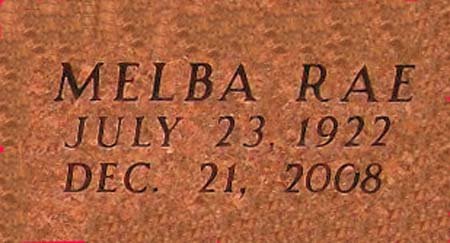 MELBA RAE
JULY 23, 1922
DEC. 21, 2008